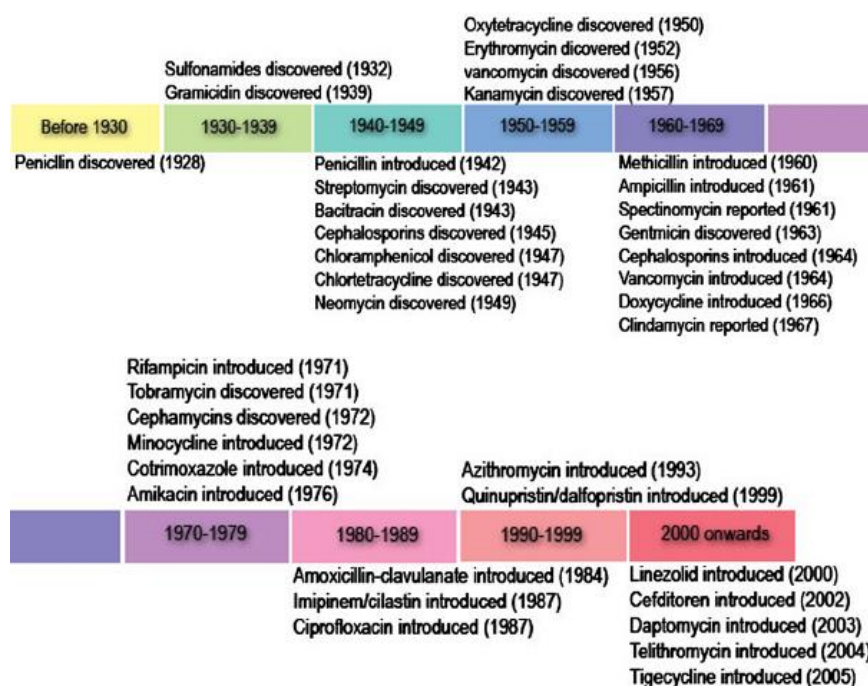 Oxytetracycline discovered (1950)
Erythromycin dicovered (1952)
vancomycin discovered (1956)
Kanamycin discovered (1957)
Sulfonamides discovered (1932)
Gramicidin discovered (1939)
Before 1930
1930-1939
1940-1949
1950-1959
1960-1969
Penicllin discovered (1928)
Penicillin introduced (1942)
Streptomycin discovered (1943)
Bacitracin discovered (1943)
Cephalosporins discovered (1945)
Chloramphenicol discovered (1947)
Chlortetracycline discovered (1947)
Neomycin discovered (1949)
Methicillin introduced (1960)
Ampicillin introduced (1961)
Spectinomycin reported (1961)
Gentmicin discovered (1963)
Cephalosporins introduced (1964)
Vancomycin introduced (1964)
Doxycycline introduced (1966)
Clindamycin reported (1967)
Rifampicin introduced (1971)
Tobramycin discovered (1971)
Cephamycins discovered (1972)
Minocycline introduced (1972)
Cotrimoxazole introduced (1974)
Amikacin introduced (1976)
Azithromycin introduced (1993)
Quinupristin/dalfopristin introduced (1999)
1970-1979
1980-1989
1990-1999
2000 onwards
Amoxicillin-clavulanate introduced (1984)
Imipinem/cilastin introduced (1987)
Ciprofloxacin introduced (1987)
Linezolid introduced (2000)
Cefditoren introduced (2002)
Daptomycin introduced (2003)
Telithromycin introduced (2004)
Tigecycline introduced (2005)